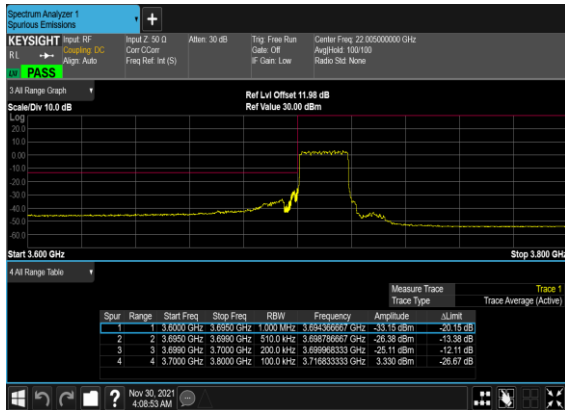 Spectrum Analyzer 1
Spurious Emissions
KEYSIGHT Input: RF Input Z: 50 Ω Atten: 30 dB Trig: Free Run Center Freq: 22.005000000 GHz
RL Coupling: DC Corr CCorr Gate: Off Avg|Hold: 100/100
Align: Auto Freq Ref: Int (S) IF Gain: Low Radio Std: None
PASS
3 All Range Graph Ref Lvl Offset 11.98 dB
Scale/Div 10.0 dB Ref Value 30.00 dBm
Log
20.0
10.0
0.00
-10.0
-20.0
-30.0
-40.0
-50.0
-60.0
Start 3.600 GHz Stop 3.800 GHz
4 All Range Table
Measure Trace Trace 1
Trace Type Trace Average (Active)
Spur Range Start Freq Stop Freq RBW Frequency Amplitude ΔLimit
1 1 3.6000 GHz 3.6950 GHz 1.000 MHz 3.694366667 GHz -33.15 dBm -20.15 dB
2 2 3.6950 GHz 3.6990 GHz 510.0 kHz 3.698786667 GHz -26.38 dBm -13.38 dB
3 3 3.6990 GHz 3.7000 GHz 200.0 kHz 3.699968333 GHz -25.11 dBm -12.11 dB
4 4 3.7000 GHz 3.8000 GHz 100.0 kHz 3.716833333 GHz 3.330 dBm -26.67 dB
Nov 30, 2021
4:08:53 AM